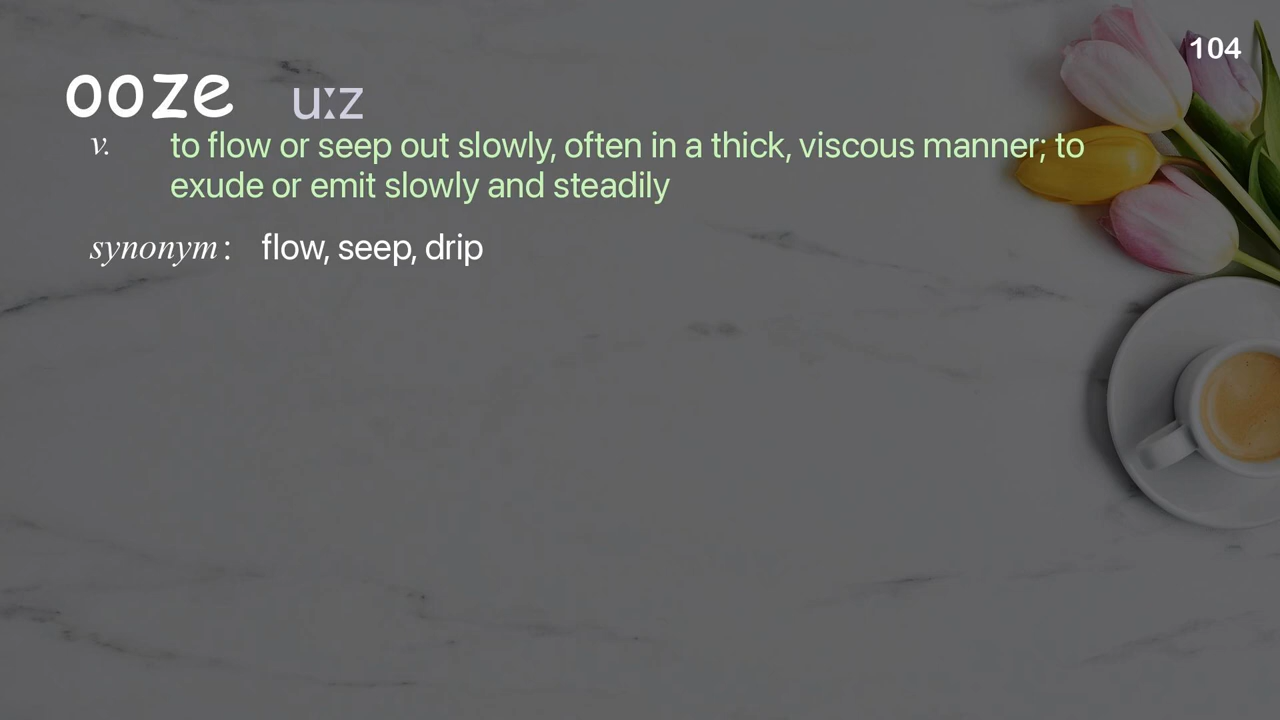 104
ooze uːz
v. to flow or seep out slowly, often in a thick, viscous manner; to
exude or emit slowly and steadily
synonym : flow, seep, drip